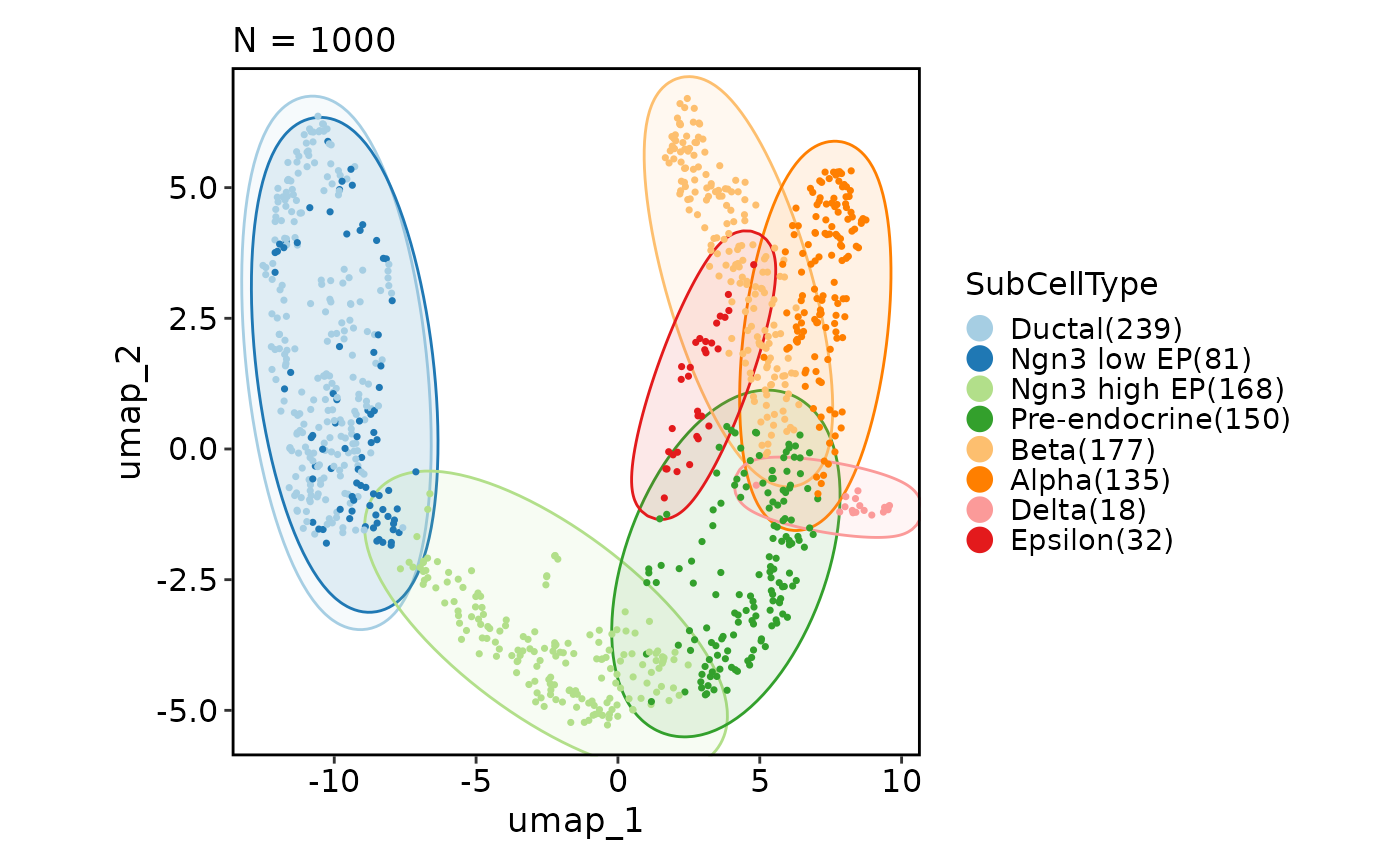 N = 1000
umap_2
5.0
2.5
0.0
-2.5
-5.0
-10
-5
0
5
10
umap_1
SubCellType
Ductal(239)
Ngn3 low EP(81)
Ngn3 high EP(168)
Pre-endocrine(150)
Beta(177)
Alpha(135)
Delta(18)
Epsilon(32)